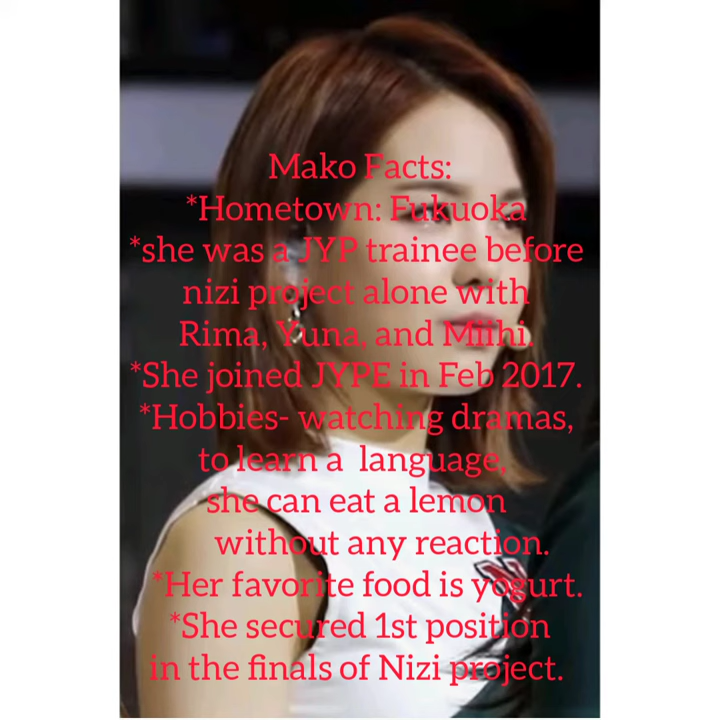 Mako Facts:
*Hometown: Fukuoka
*she was a JYP trainee before
nizi project alone with
Rima, Yuna, and Miihi.
*She joined JYPE in Feb 2017.
*Hobbies- watching dramas,
to learn a language,
she can eat a lemon
without any reaction.
*Her favorite food is yogurt.
*She secured 1st position
in the finals of Nizi project.